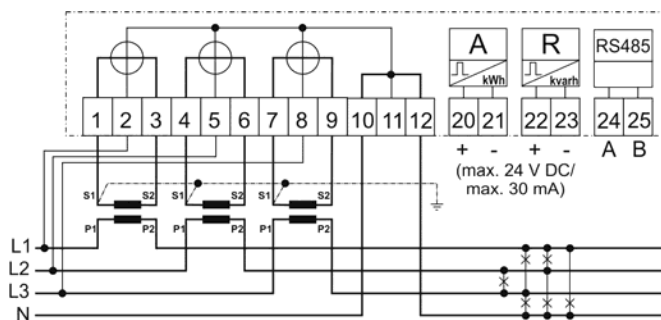 A
kWh
R
kvarh
RS485
1 2 3 4 5 6 7 8 9 10 11 12
20 21 22 23 24 25
+ - + - A B
(max. 24 V DC/
max. 30 mA)
S1 S2 S1 S2 S1 S2
P1 P2 P1 P2 P1 P2
L1
L2
L3
N